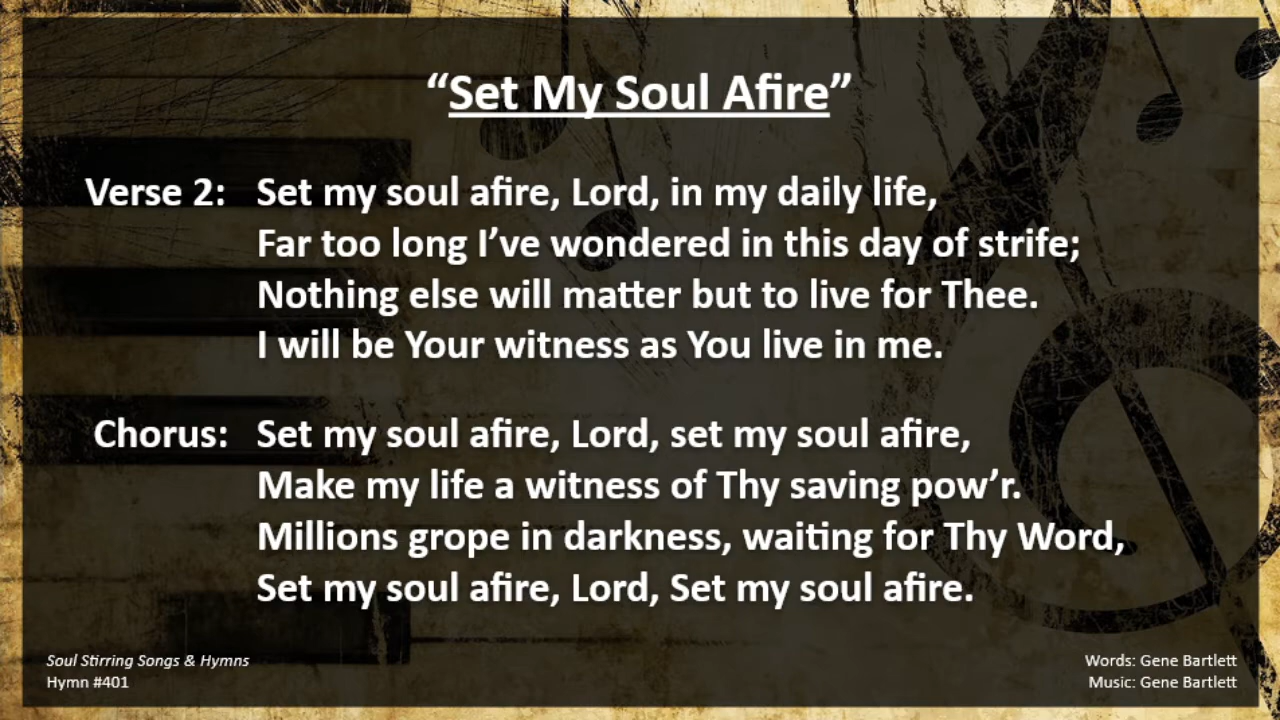 “Set My Soul Afire”
Verse 2: Set my soul afire, Lord, in my daily life,
Far too long I’ve wondered in this day of strife;
Nothing else will matter but to live for Thee.
I will be Your witness as You live in me.
Chorus: Set my soul afire, Lord, set my soul afire,
Make my life a witness of Thy saving pow’r.
Millions grope in darkness, waiting for Thy Word,
Set my soul afire, Lord, Set my soul afire.
Soul Stirring Songs & Hymns
Hymn #401
Words: Gene Bartlett
Music: Gene Bartlett